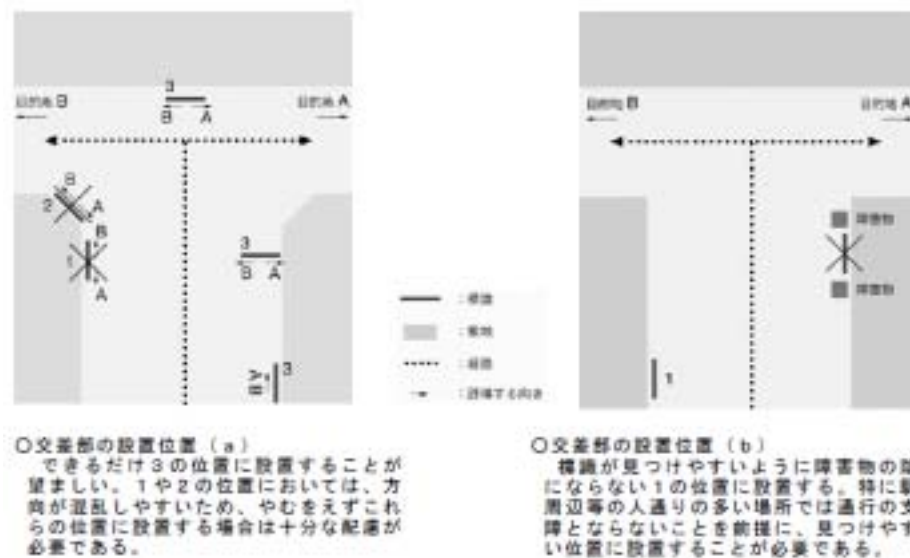 目的地 B
目的地 A
3
B A
B
2
A
B
1
A
3
B A
3
A
B
：標識
：敷地
：経路
：誘導する向き
○交差部の設置位置（a）
できるだけ３の位置に設置することが
望ましい。１や２の位置においては、方
向が混乱しやすいため、やむをえずこれ
らの位置に設置する場合は十分な配慮が
必要である。
目的地 B
目的地 A
障害物
障害物
1
○交差部の設置位置（b）
標識が見つけやすいように障害物の陰
にならない１の位置に設置する。特に駅
周辺等の人通りの多い場所では通行の支
障とならないことを前提に、見つけやす
い位置に設置することが必要である。